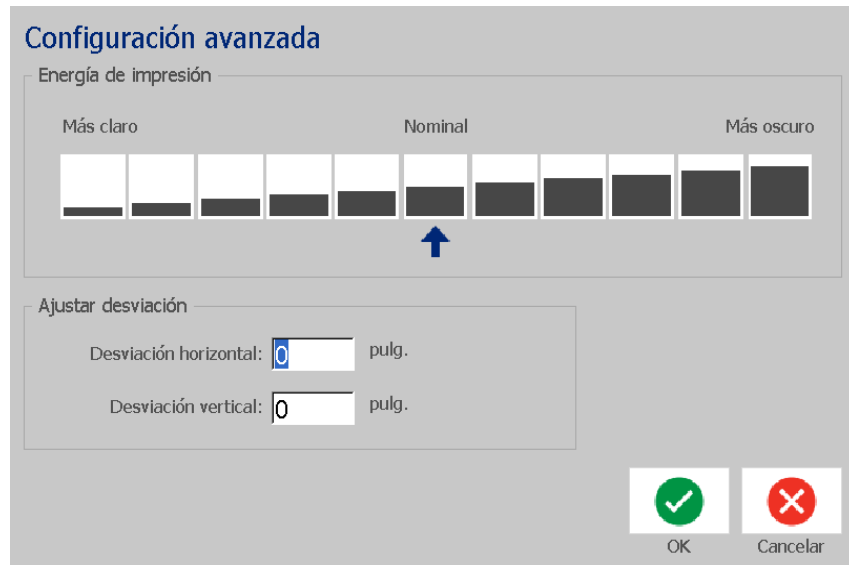 Configuración avanzada
Energía de impresión
Más claro Nominal Más oscuro
Ajustar desviación
Desviación horizontal: 0 pulg.
Desviación vertical: 0 pulg.
OK Cancelar